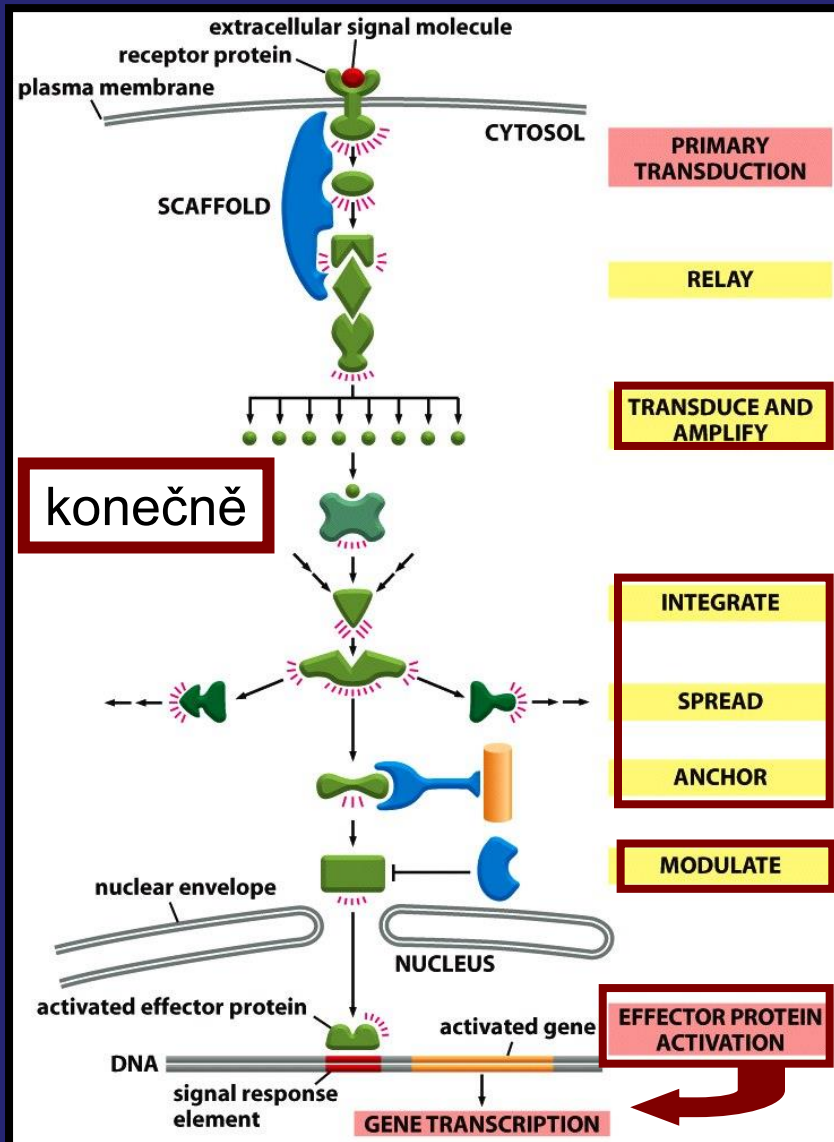 extracellular signal molecule
receptor protein
plasma membrane
CYTOSOL
PRIMARY
TRANSDUCTION
SCAFFOLD
RELAY
TRANSDUCE AND
AMPLIFY
konečně
INTEGRATE
SPREAD
ANCHOR
MODULATE
nuclear envelope
NUCLEUS
activated effector protein
activated gene
EFFECTOR PROTEIN
ACTIVATION
DNA
signal response
element
GENE TRANSCRIPTION